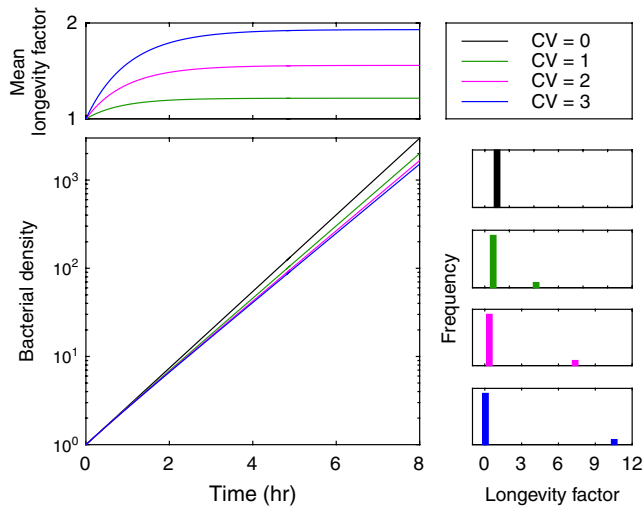 Mean
longevity factor
2
1
CV = 0
CV = 1
CV = 2
CV = 3
Bacterial density
10³
10²
10¹
10⁰
0
2
4
6
8
Time (hr)
Frequency
0
3
6
9
12
Longevity factor